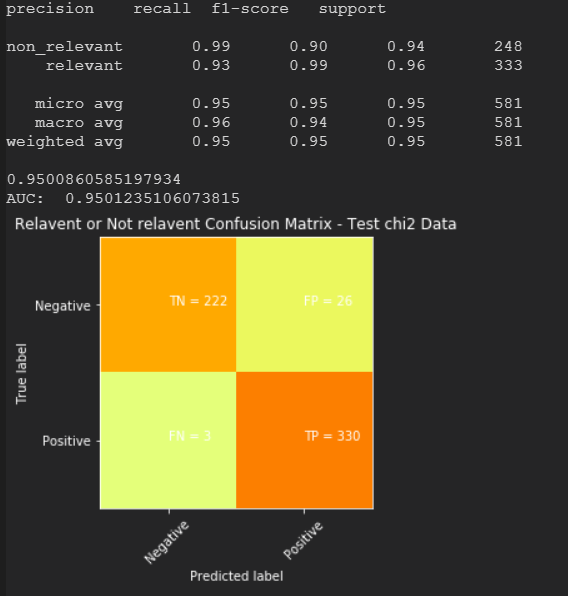 precision recall f1-score support
non_relevant 0.99 0.90 0.94 248
relevant 0.93 0.99 0.96 333
micro avg 0.95 0.95 0.95 581
macro avg 0.96 0.94 0.95 581
weighted avg 0.95 0.95 0.95 581
0.9500860585197934
AUC: 0.9501235106073815
Relavent or Not relavent Confusion Matrix - Test chi2 Data
Negative
TN = 222
FP = 26
True label
Positive
FN = 3
TP = 330
Negative
Positive
Predicted label